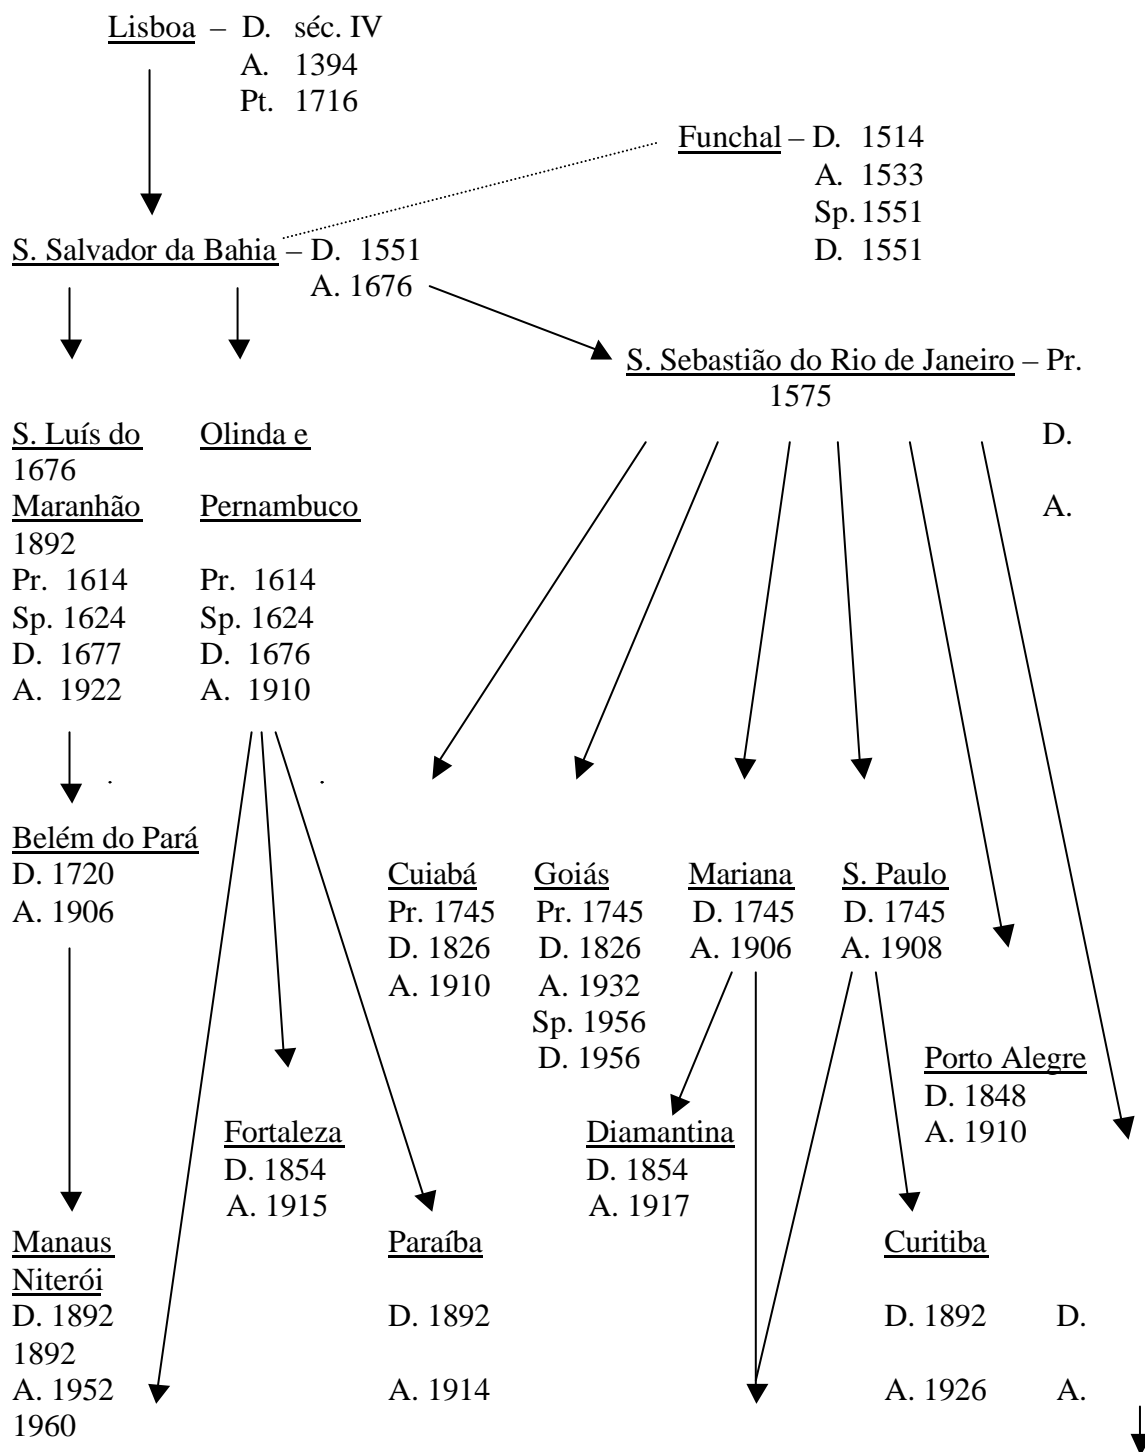 Lisboa – D. séc. IV
A. 1394
Pt. 1716
Funchal – D. 1514
A. 1533
Sp. 1551
D. 1551
S. Salvador da Bahia – D. 1551
A. 1676
S. Sebastião do Rio de Janeiro – Pr.
1575
S. Luís do Olinda e D.
1676
Maranhão Pernambuco A.
1892
Pr. 1614 Pr. 1614
Sp. 1624 Sp. 1624
D. 1677 D. 1676
A. 1922 A. 1910
Belém do Pará
D. 1720
A. 1906
Cuiabá Goiás Mariana S. Paulo
Pr. 1745 Pr. 1745 D. 1745 D. 1745
D. 1826 D. 1826 A. 1906 A. 1908
A. 1910 A. 1932
Sp. 1956
D. 1956
Porto Alegre
D. 1848
A. 1910
Fortaleza Diamantina
D. 1854 D. 1854
A. 1915 A. 1917
Manaus Paraíba Curitiba
Niterói
D. 1892 D. 1892 D. 1892 D.
1892
A. 1952 A. 1914 A. 1926 A.
1960